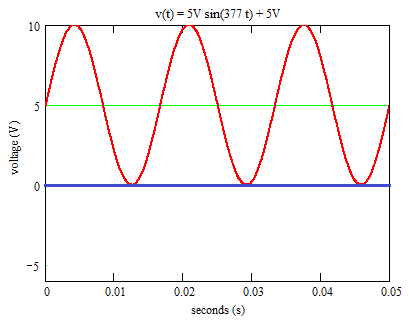 v(t) = 5V sin(377 t) + 5V
10
5
0
−5
voltage (V)
0 0.01 0.02 0.03 0.04 0.05
seconds (s)